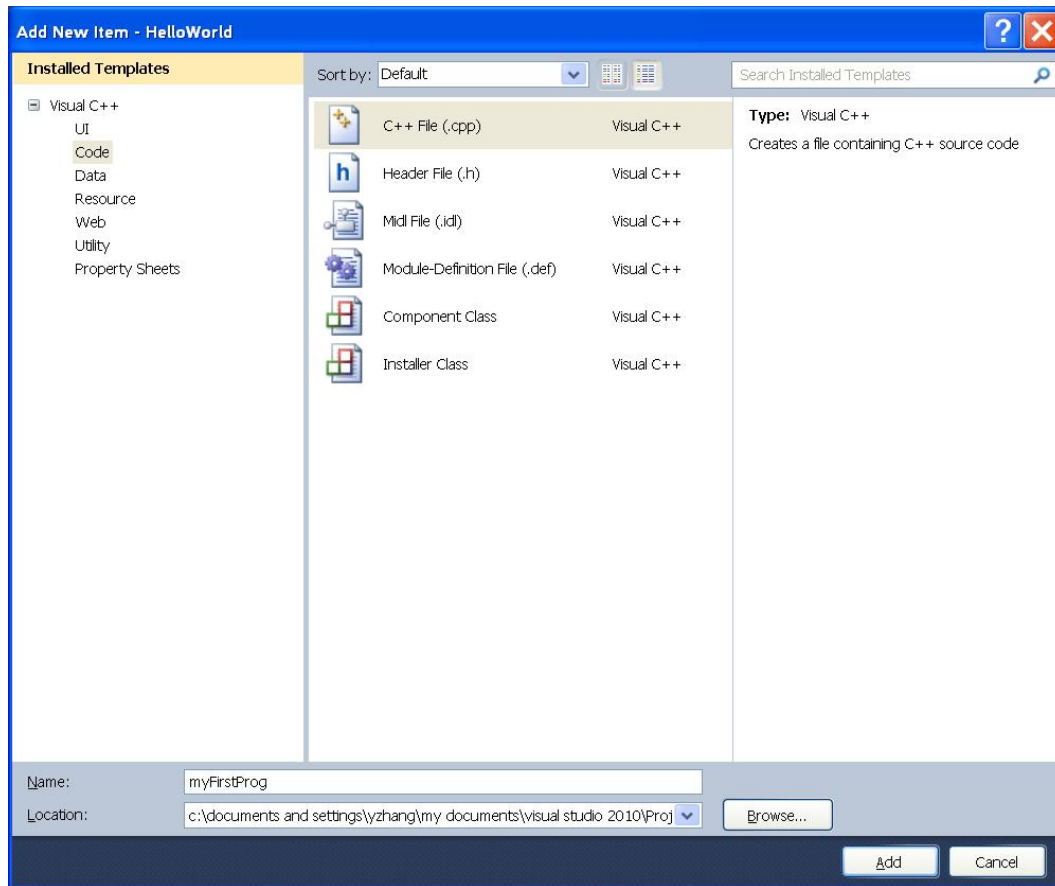 Add New Item - HelloWorld
Installed Templates
Sort by: Default
Search Installed Templates
Visual C++
UI
Code
Data
Resource
Web
Utility
Property Sheets
C++ File (.cpp) Visual C++
Header File (.h) Visual C++
Midl File (.idl) Visual C++
Module-Definition File (.def) Visual C++
Component Class Visual C++
Installer Class Visual C++
Type: Visual C++
Creates a file containing C++ source code
Name: myFirstProg
Location: c:\documents and settings\yzhang\my documents\visual studio 2010\Proj
Browse...
Add Cancel